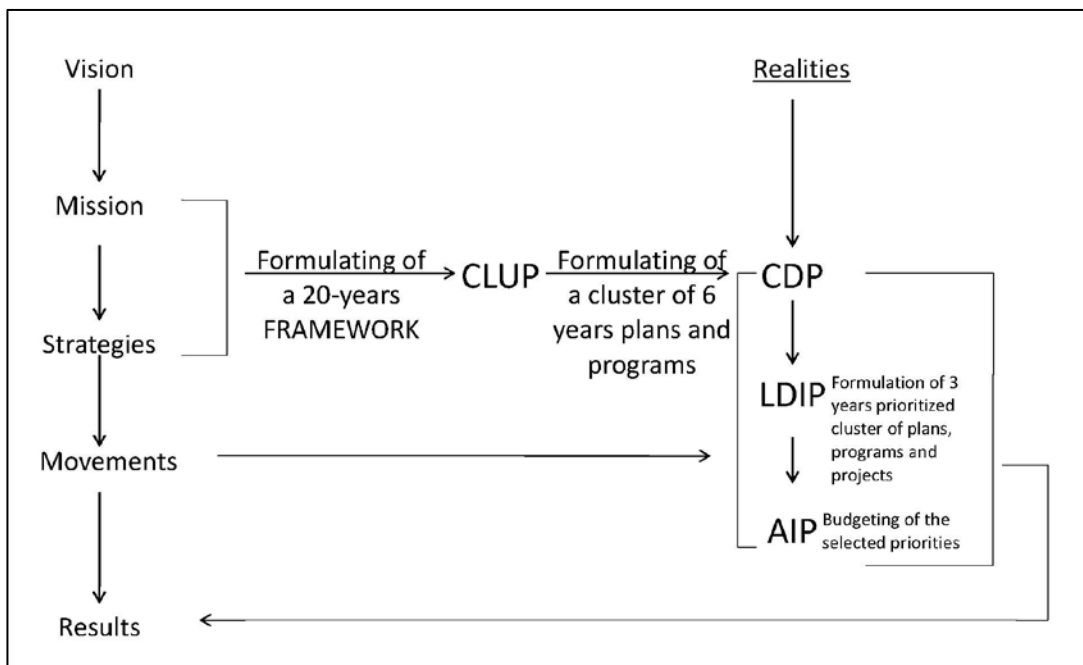 Vision
Realities
Mission
Formulating of
a 20-years
FRAMEWORK
CLUP
Formulating of
a cluster of 6
years plans and
programs
CDP
Strategies
LDIP
Formulation of 3
years prioritized
cluster of plans,
programs and
projects
Movements
AIP
Budgeting of the
selected priorities
Results